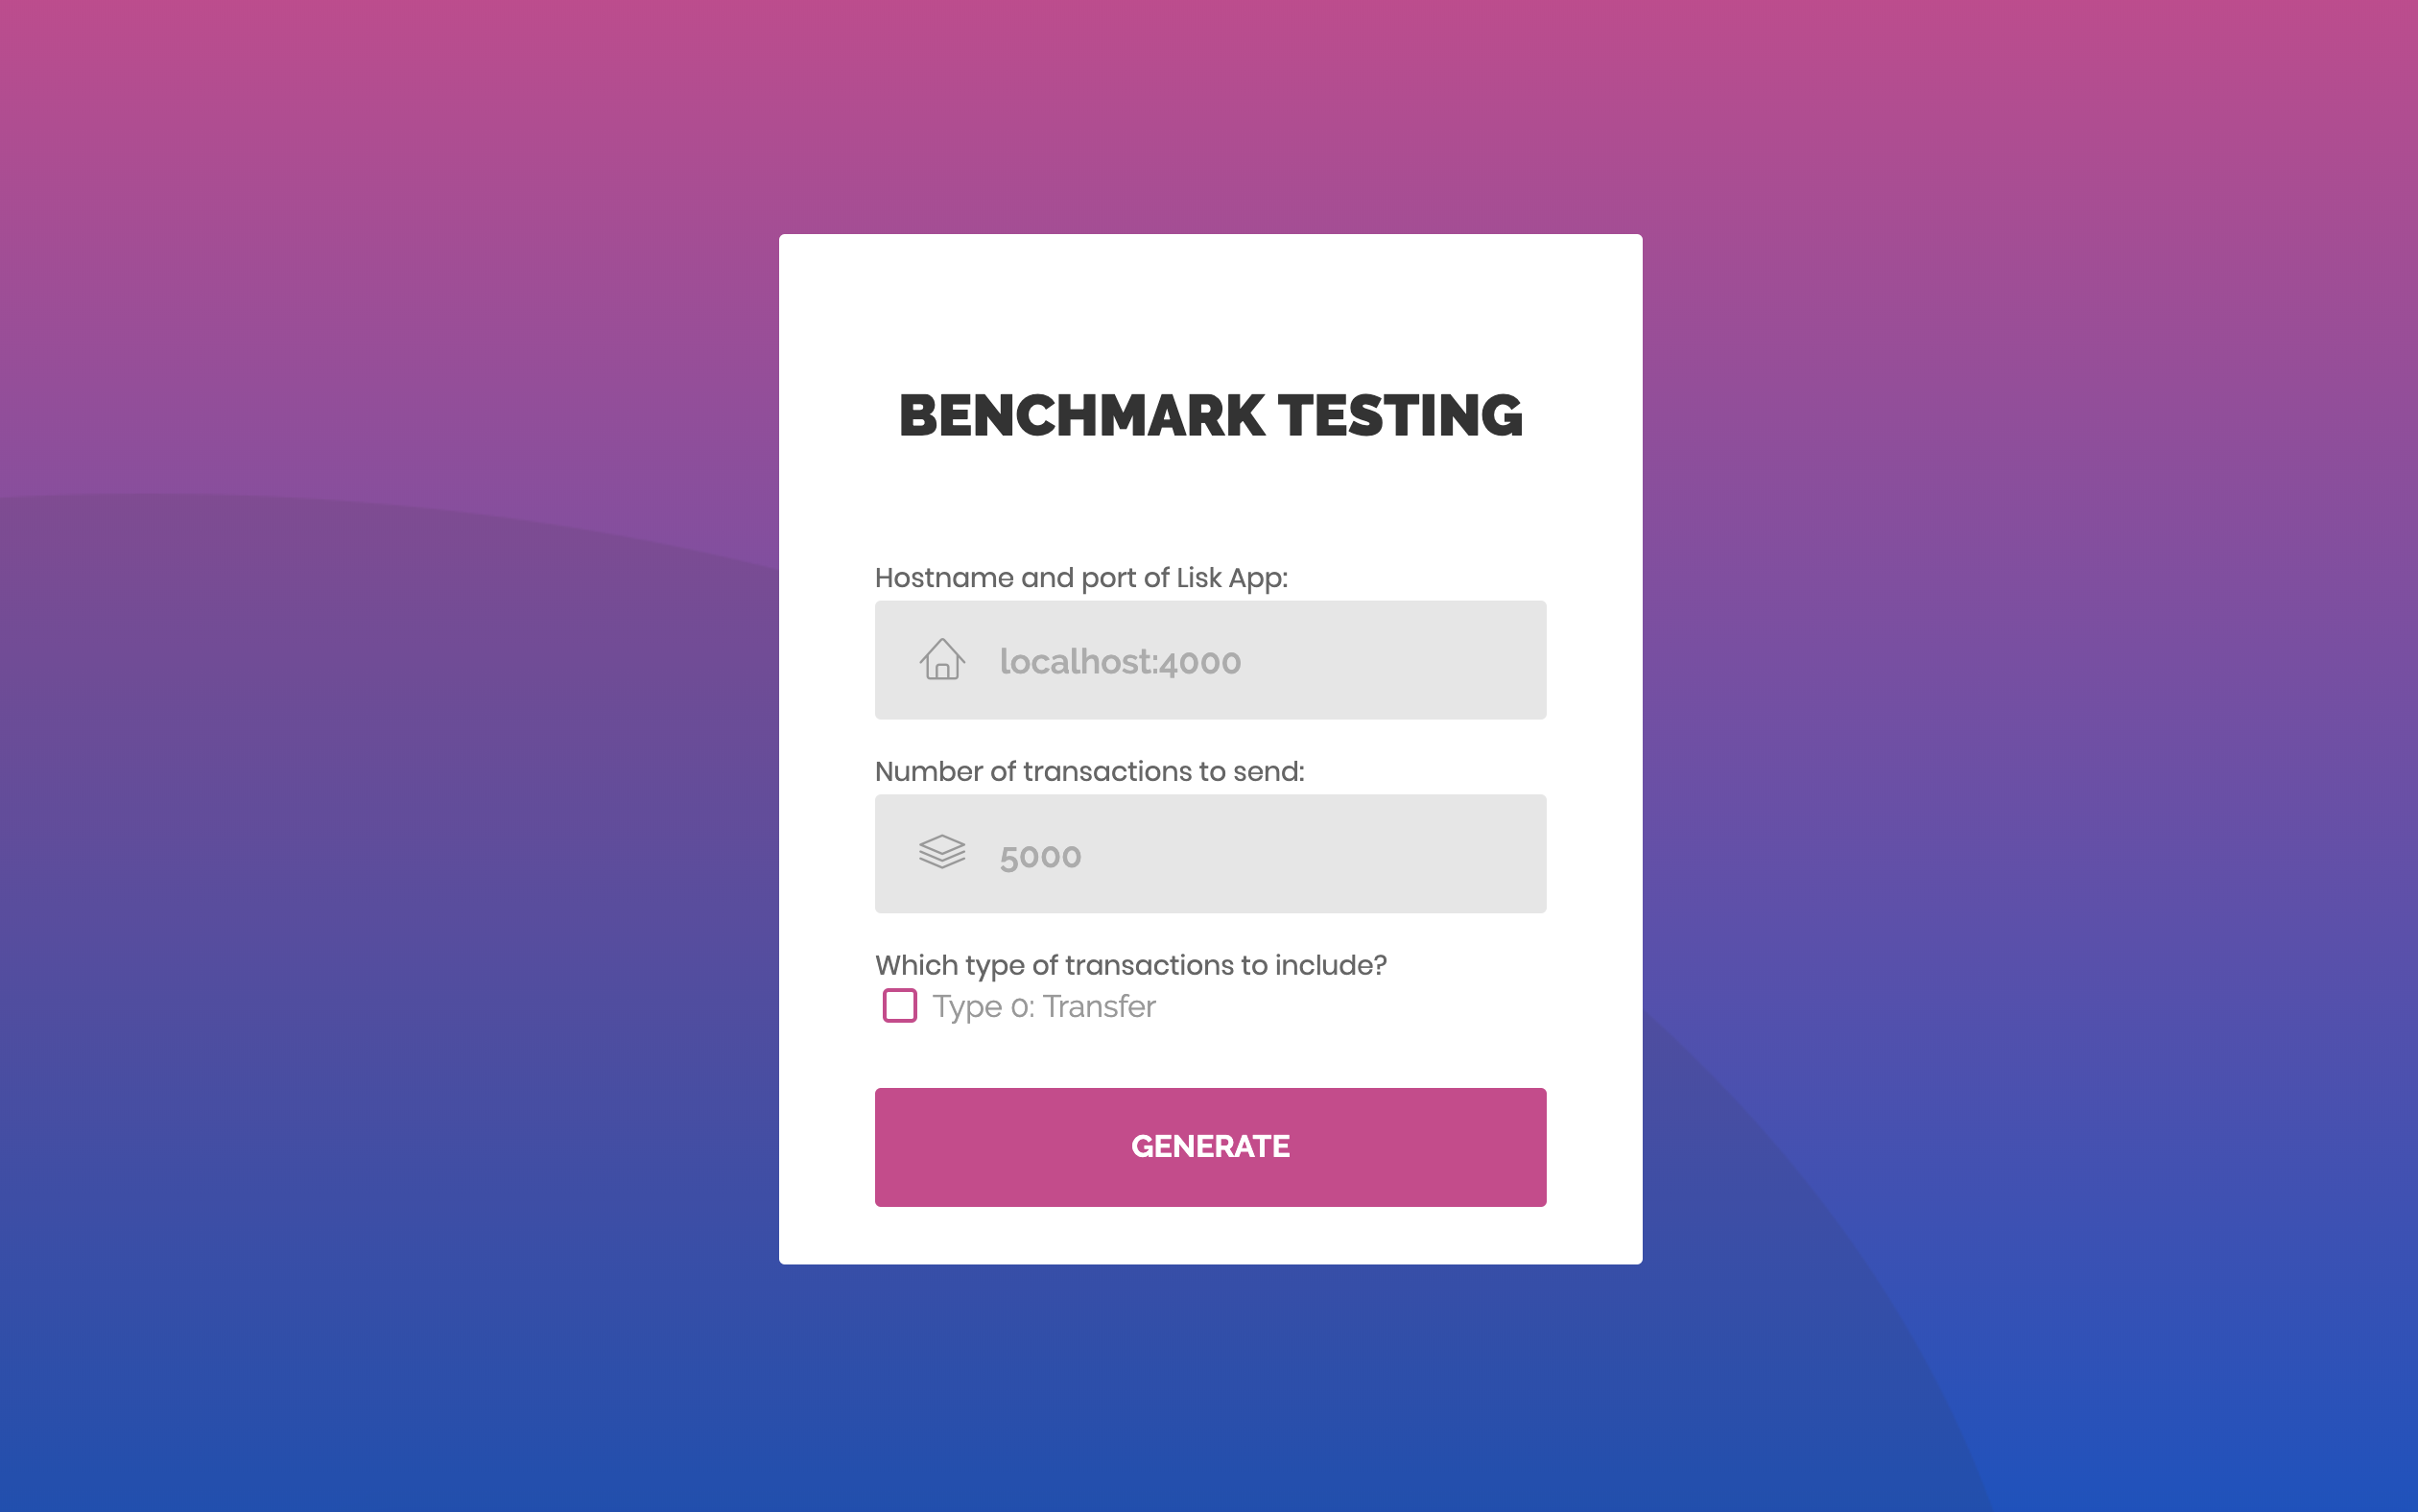 BENCHMARK TESTING
Hostname and port of Lisk App:
localhost:4000
Number of transactions to send:
5000
Which type of transactions to include?
Type 0: Transfer
GENERATE